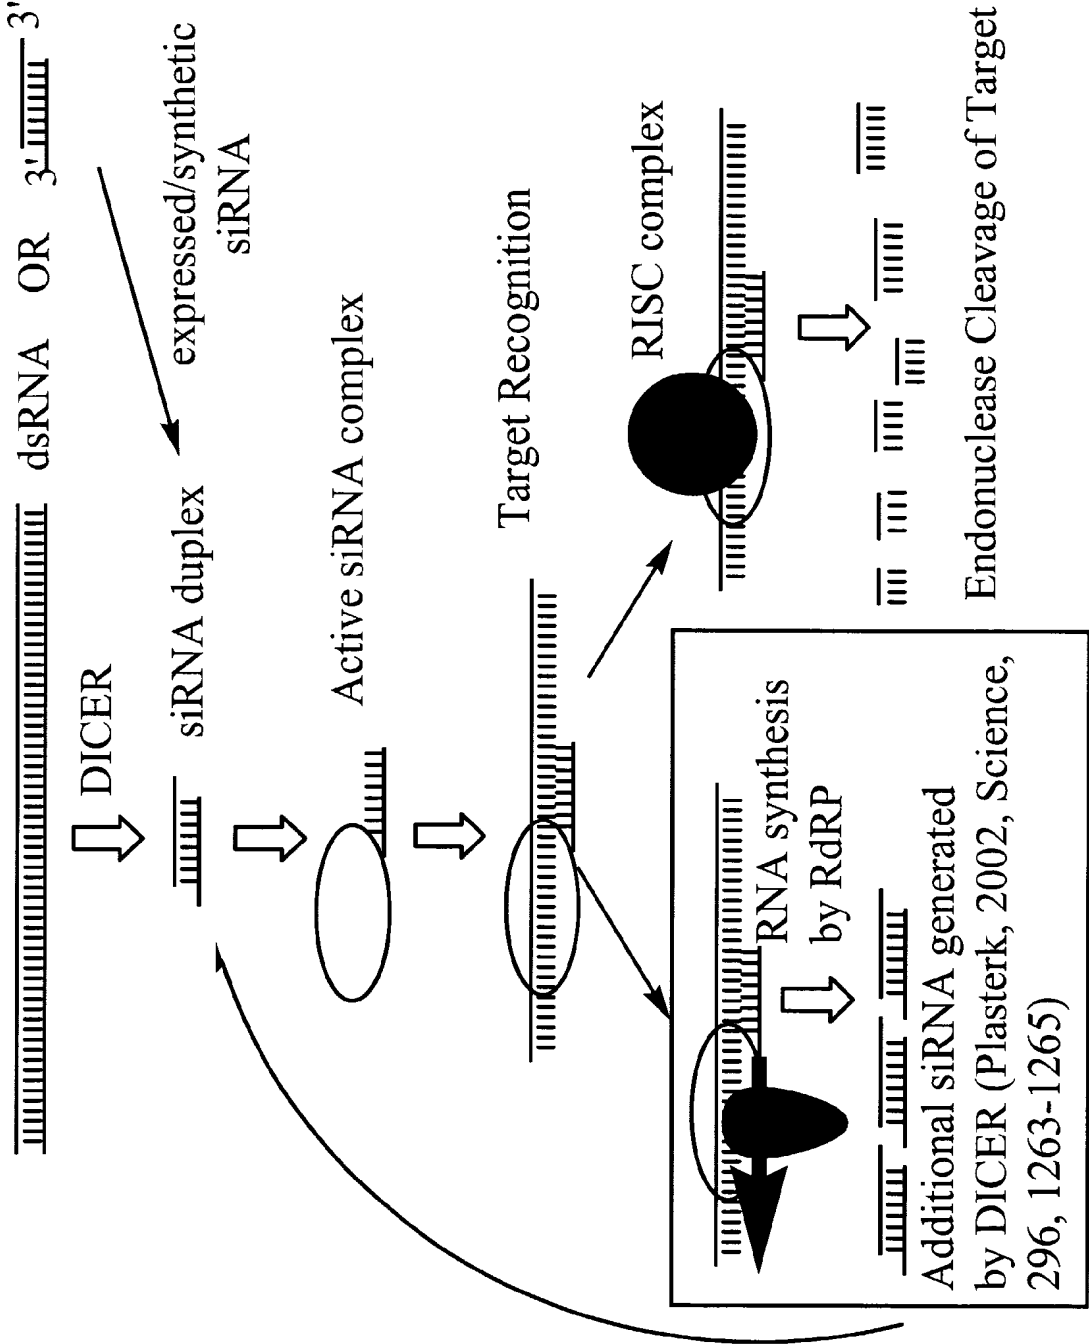 dsRNA OR 3' 3'
DICER
expressed/synthetic
siRNA
siRNA duplex
Active siRNA complex
Target Recognition
RISC complex
RNA synthesis
by RdRP
Additional siRNA generated
by DICER (Plasterk, 2002, Science,
296, 1263-1265)
Endonuclease Cleavage of Target